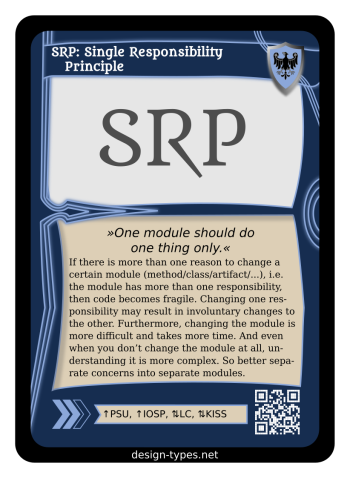 SRP: Single Responsibility
Principle
SRP
»One module should do
one thing only.«
If there is more than one reason to change a
certain module (method/class/artifact/...), i.e.
the module has more than one responsibility,
then code becomes fragile. Changing one res-
ponsibility may result in involuntary changes to
the other. Furthermore, changing the module is
more difficult and takes more time. And even
when you don't change the module at all, un-
derstanding it is more complex. So better sepa-
rate concerns into separate modules.
↑PSU, ↑IOSP, ⇅LC, ⇅KISS
design-types.net